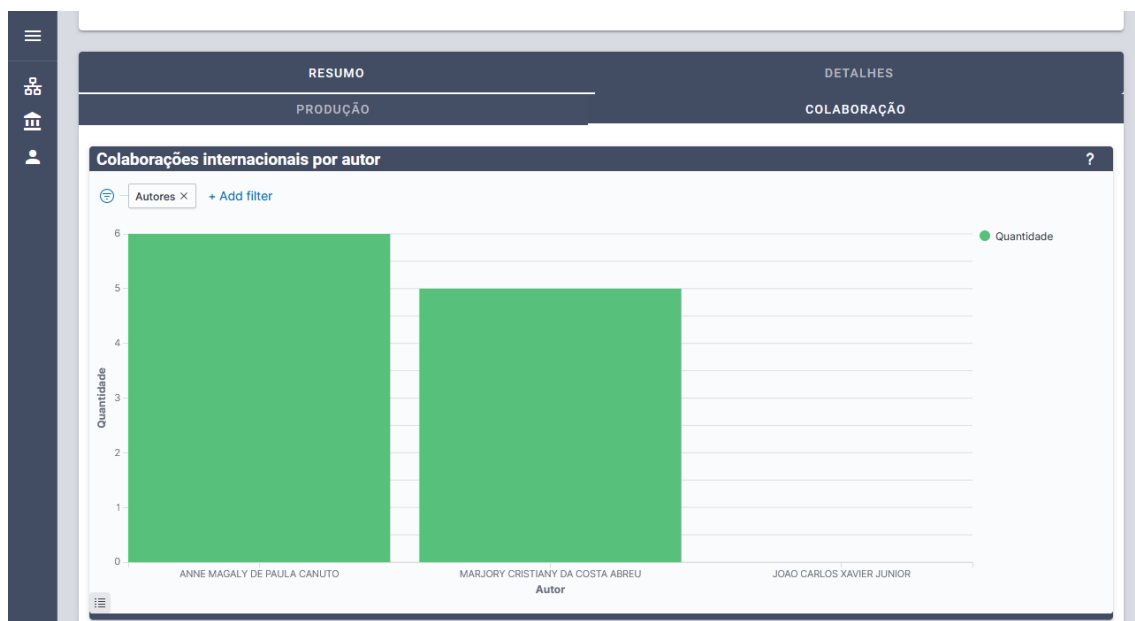 RESUMO DETALHES
PRODUÇÃO COLABORAÇÃO
Colaborações internacionais por autor ?
Autores × + Add filter
Quantidade
6
5
4
3
2
1
0
Quantidade
ANNE MAGALY DE PAULA CANUTO MARJORY CRISTIANY DA COSTA ABREU JOAO CARLOS XAVIER JUNIOR
Autor